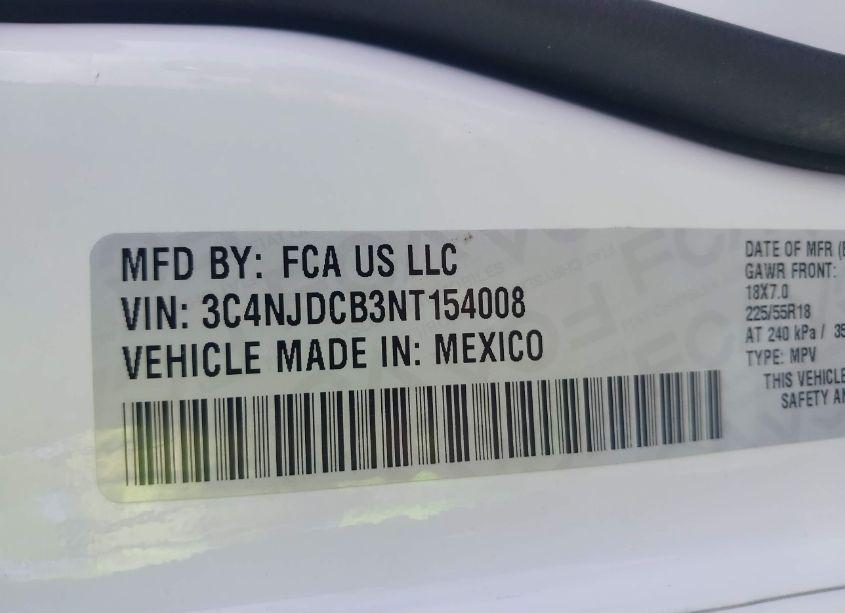 MFD BY: FCA US LLC
VIN: 3C4NJDCB3NT154008
VEHICLE MADE IN: MEXICO
DATE OF MFR
GAWR FRONT:
18X7.0
225/55R18
AT 240 kPa /
TYPE: MPV
THIS VEHICLE
SAFETY